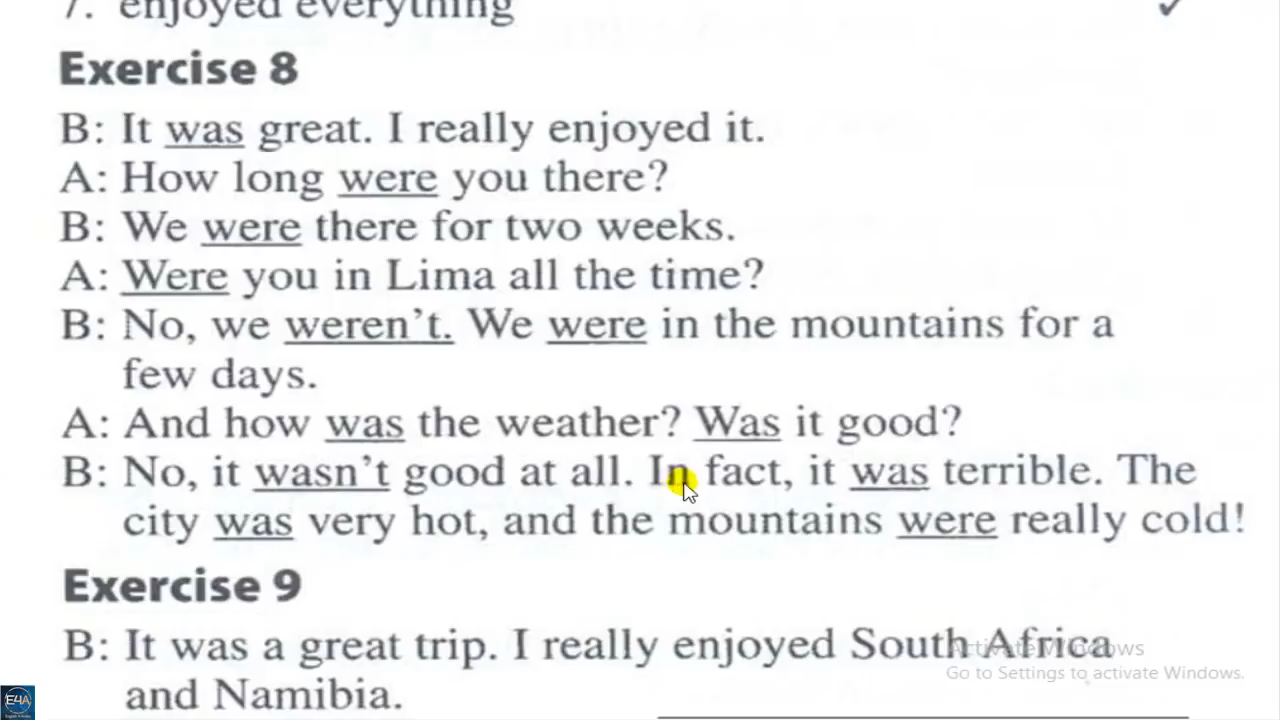 7. enjoyed everything ✓
Exercise 8
B: It was great. I really enjoyed it.
A: How long were you there?
B: We were there for two weeks.
A: Were you in Lima all the time?
B: No, we weren't. We were in the mountains for a
few days.
A: And how was the weather? Was it good?
B: No, it wasn't good at all. In fact, it was terrible. The
city was very hot, and the mountains were really cold!
Exercise 9
B: It was a great trip. I really enjoyed South Africa
and Namibia.
Activate Windows
Go to Settings to activate Windows.
E4A